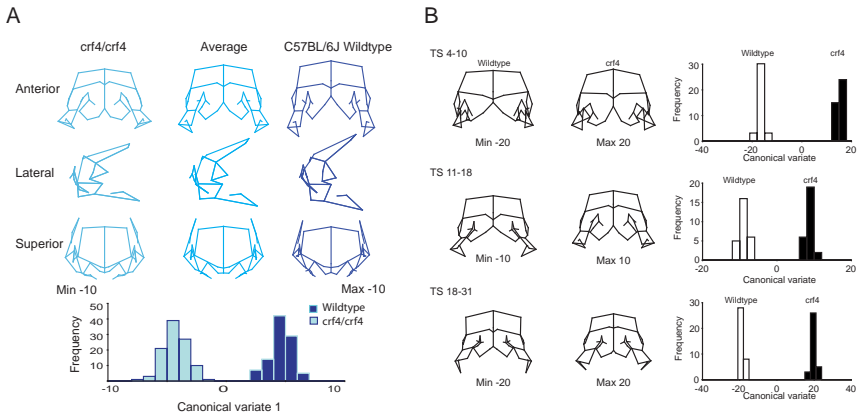 A
crf4/crf4 Average C57BL/6J Wildtype
Anterior
Lateral
Superior
Min -10 Max -10
Frequency
50
40
30
20
10
Wildtype
crf4/crf4
-10 0 10
Canonical variate 1
B
TS 4-10
Wildtype crf4
Min -20 Max 20
Frequency
30
20
10
0
Wildtype crf4
-40 -20 0 20
Canonical variate
TS 11-18
Min -10 Max 10
Frequency
20
10
0
Wildtype crf4
-20 -10 0 10 20
Canonical variate
TS 18-31
Min -20 Max 20
Frequency
30
20
10
0
Wildtype crf4
-40 -20 0 20 40
Canonical variate